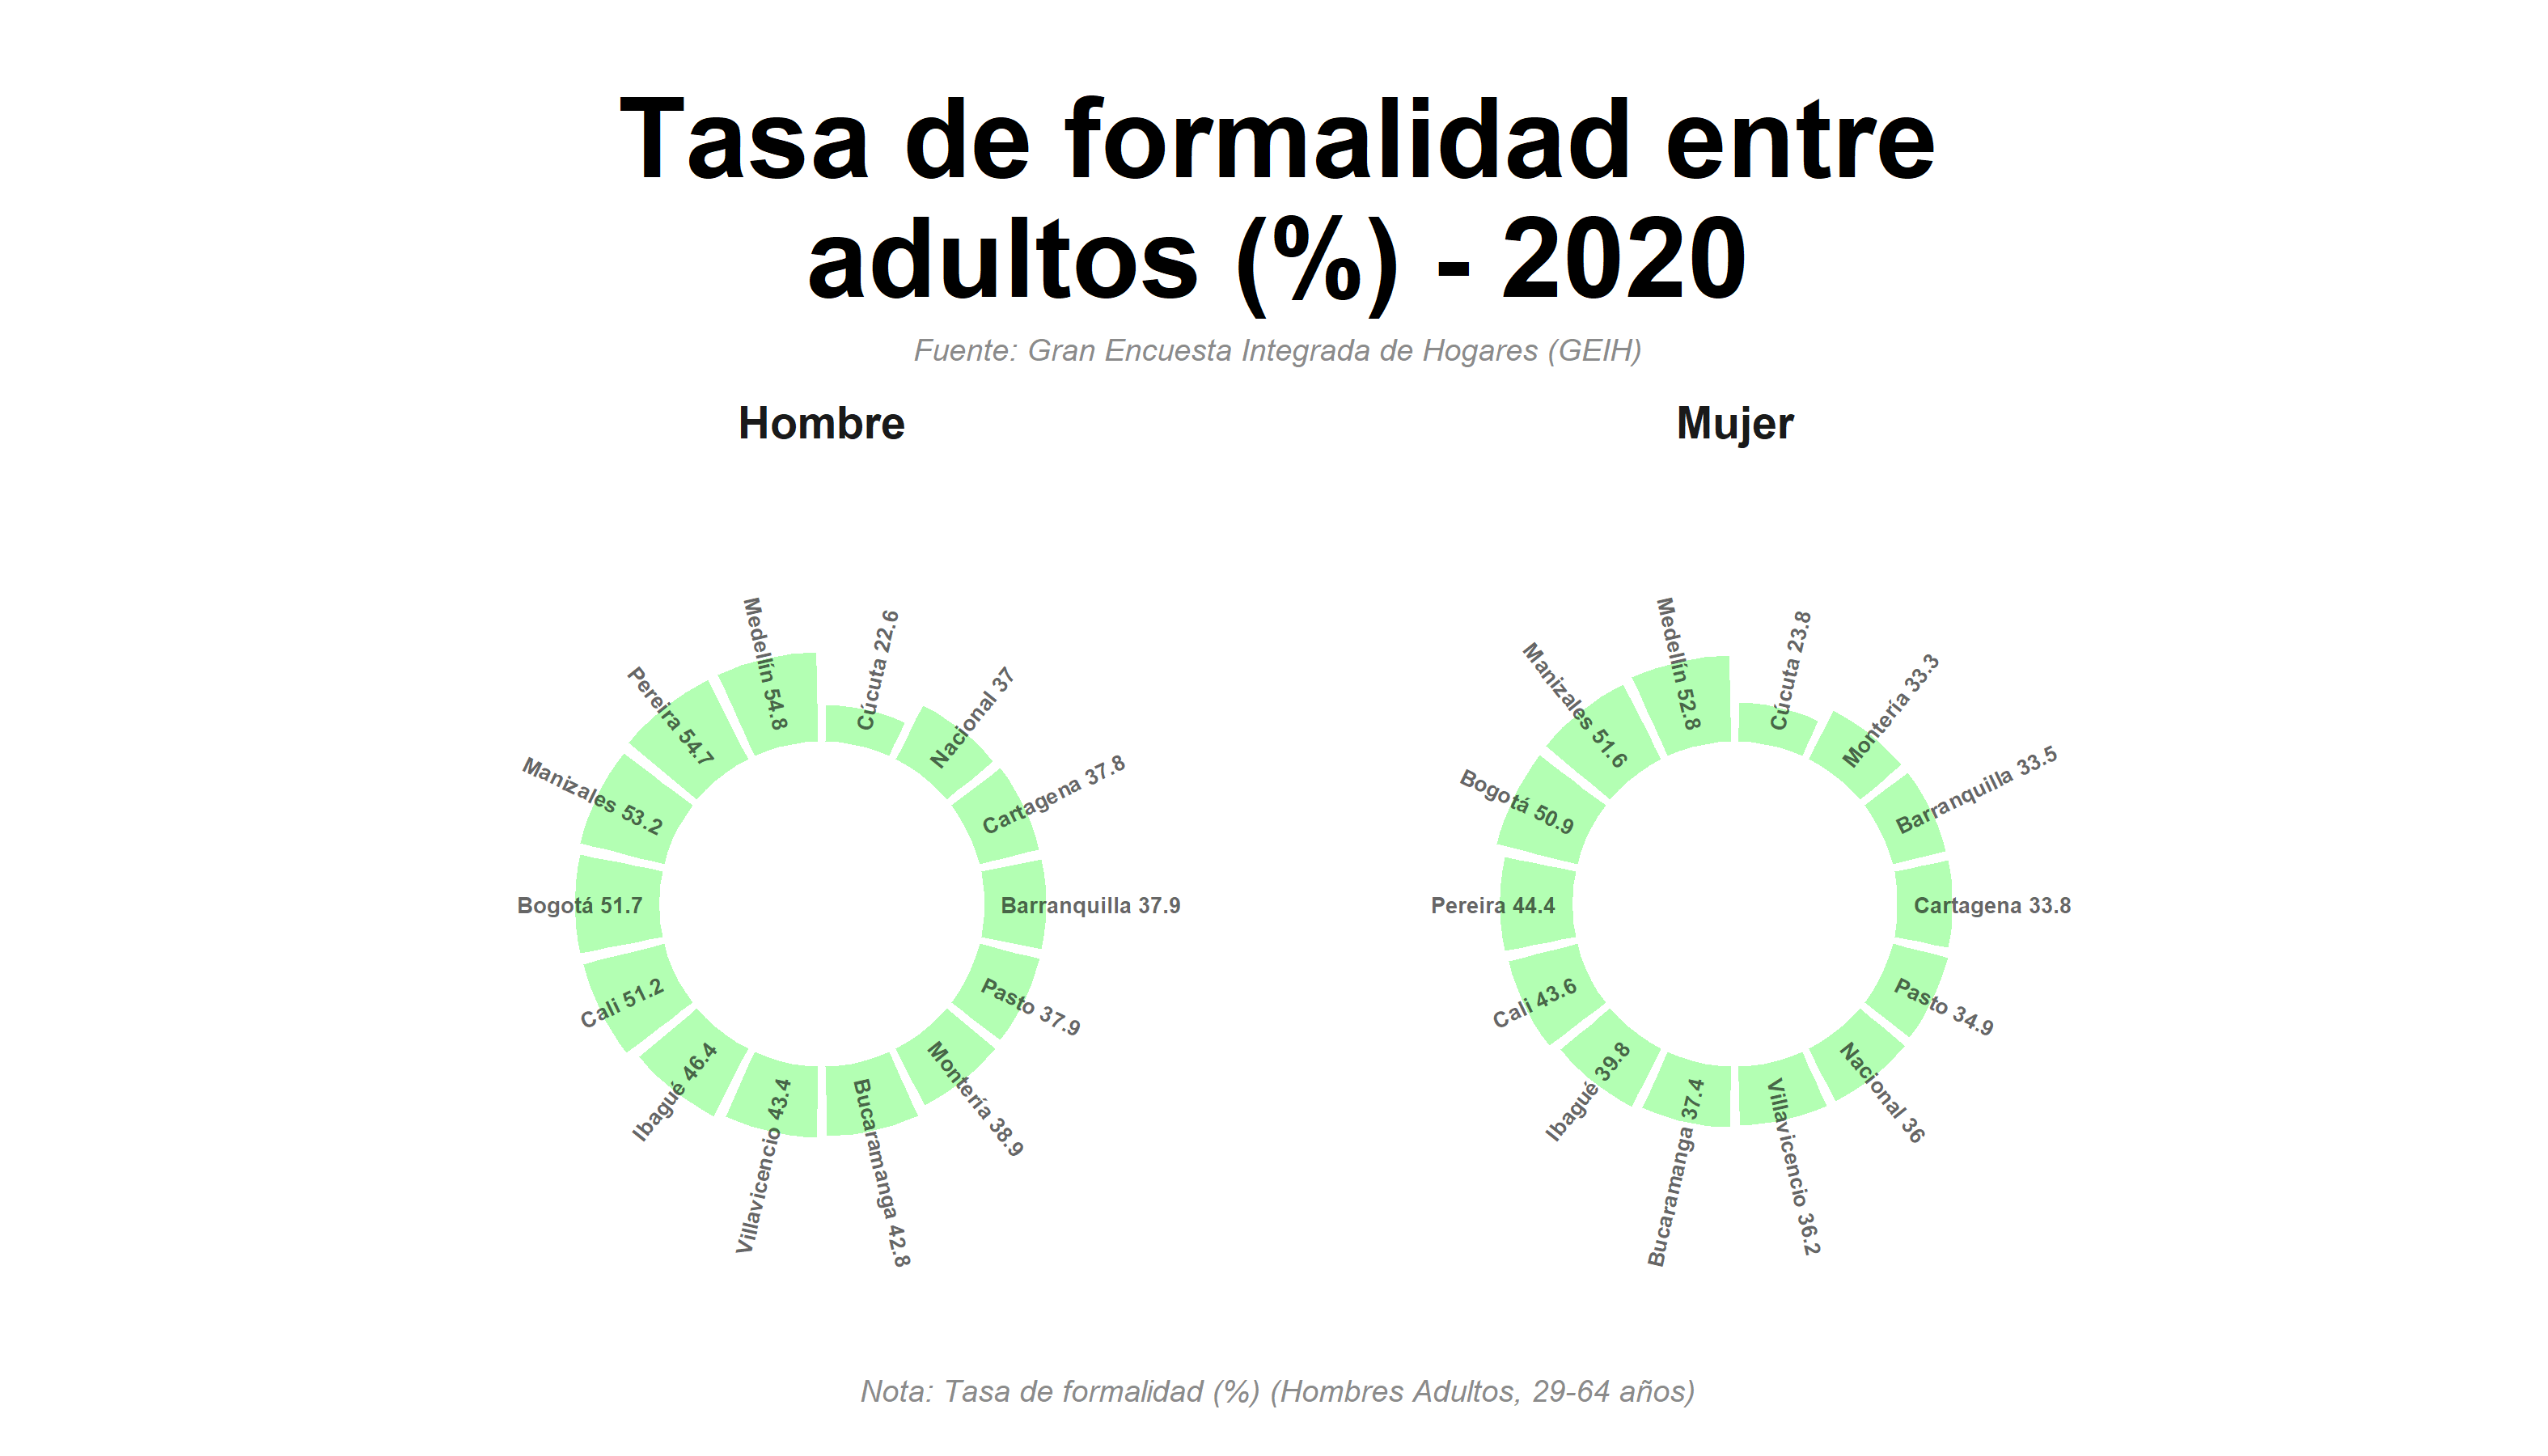 Tasa de formalidad entre
adultos (%) - 2020
Fuente: Gran Encuesta Integrada de Hogares (GEIH)
Hombre
Cúcuta 22.6
Nacional 37
Cartagena 37.8
Barranquilla 37.9
Pasto 37.9
Montería 38.9
Bucaramanga 42.8
Villavicencio 43.4
Ibagué 46.4
Cali 51.2
Bogotá 51.7
Manizales 53.2
Pereira 54.7
Medellín 54.8
Mujer
Cúcuta 23.8
Montería 33.3
Barranquilla 33.5
Cartagena 33.8
Pasto 34.9
Nacional 36
Villavicencio 36.2
Bucaramanga 37.4
Ibagué 39.8
Cali 43.6
Pereira 44.4
Bogotá 50.9
Manizales 51.6
Medellín 52.8
Nota: Tasa de formalidad (%) (Hombres Adultos, 29-64 años)